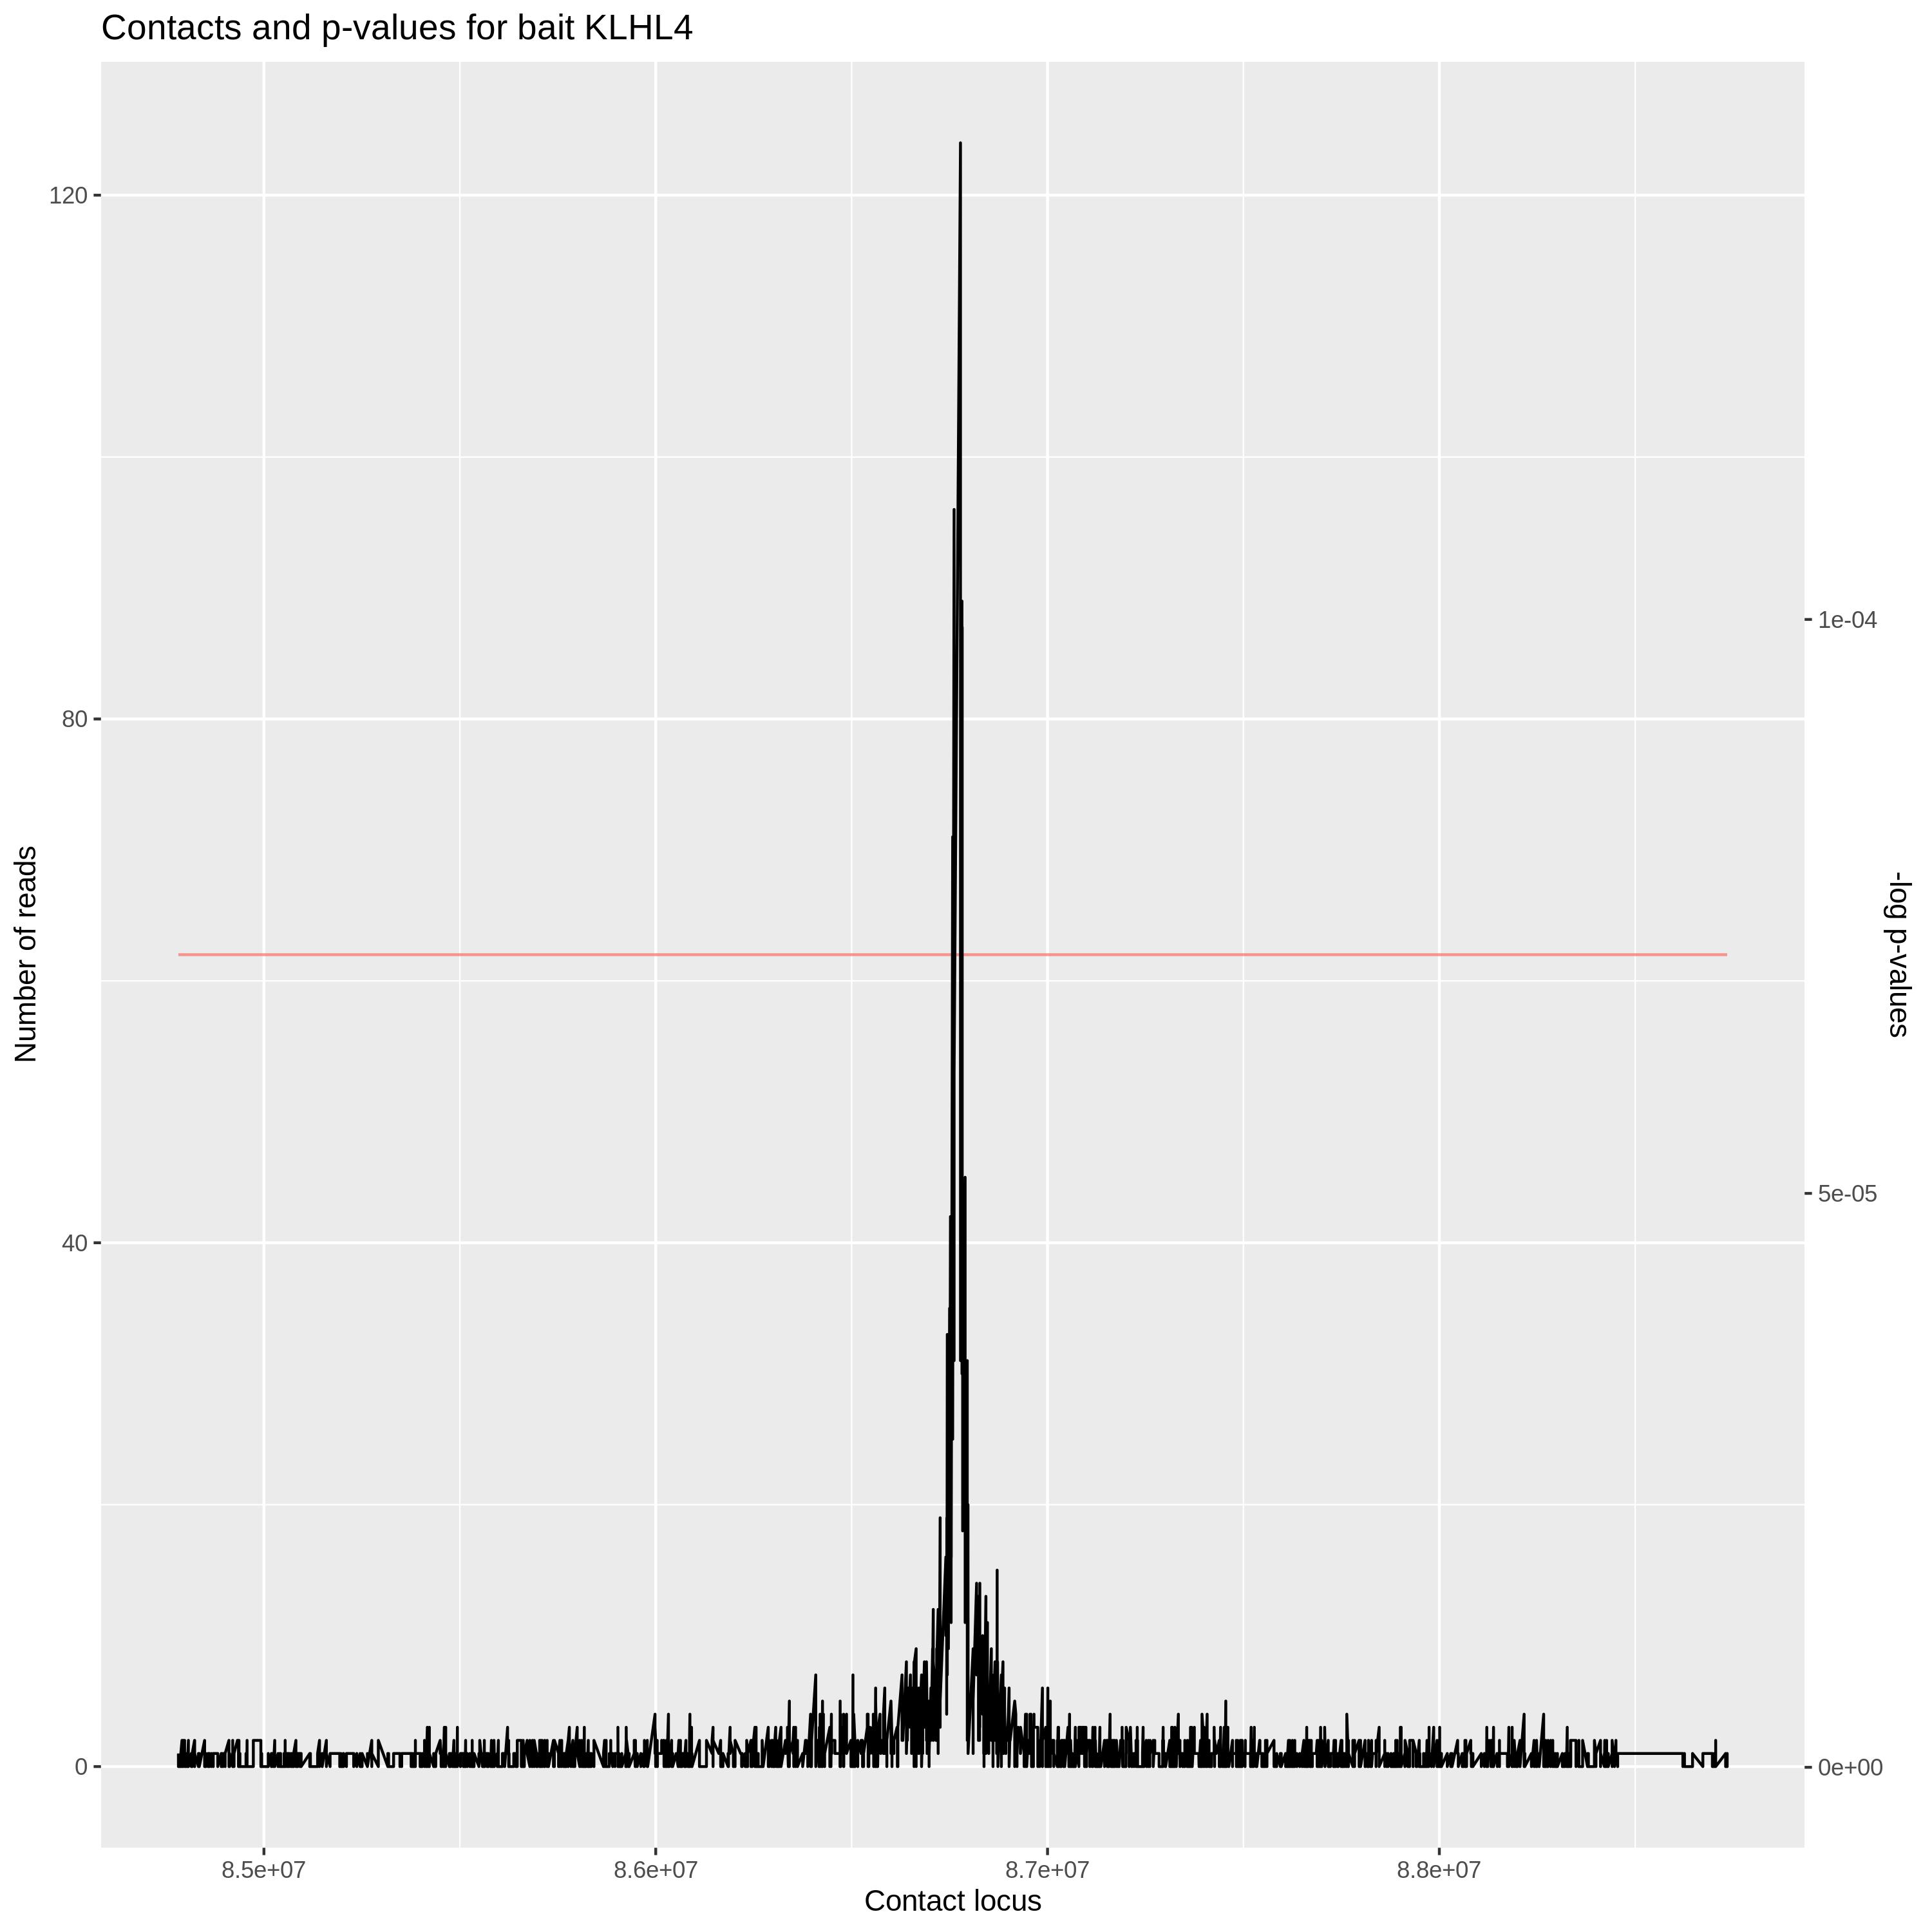 Contacts and p-values for bait KLHL4
120
80
40
0
Number of reads
1e-04
5e-05
0e+00
-log p-values
8.5e+07
8.6e+07
8.7e+07
8.8e+07
Contact locus